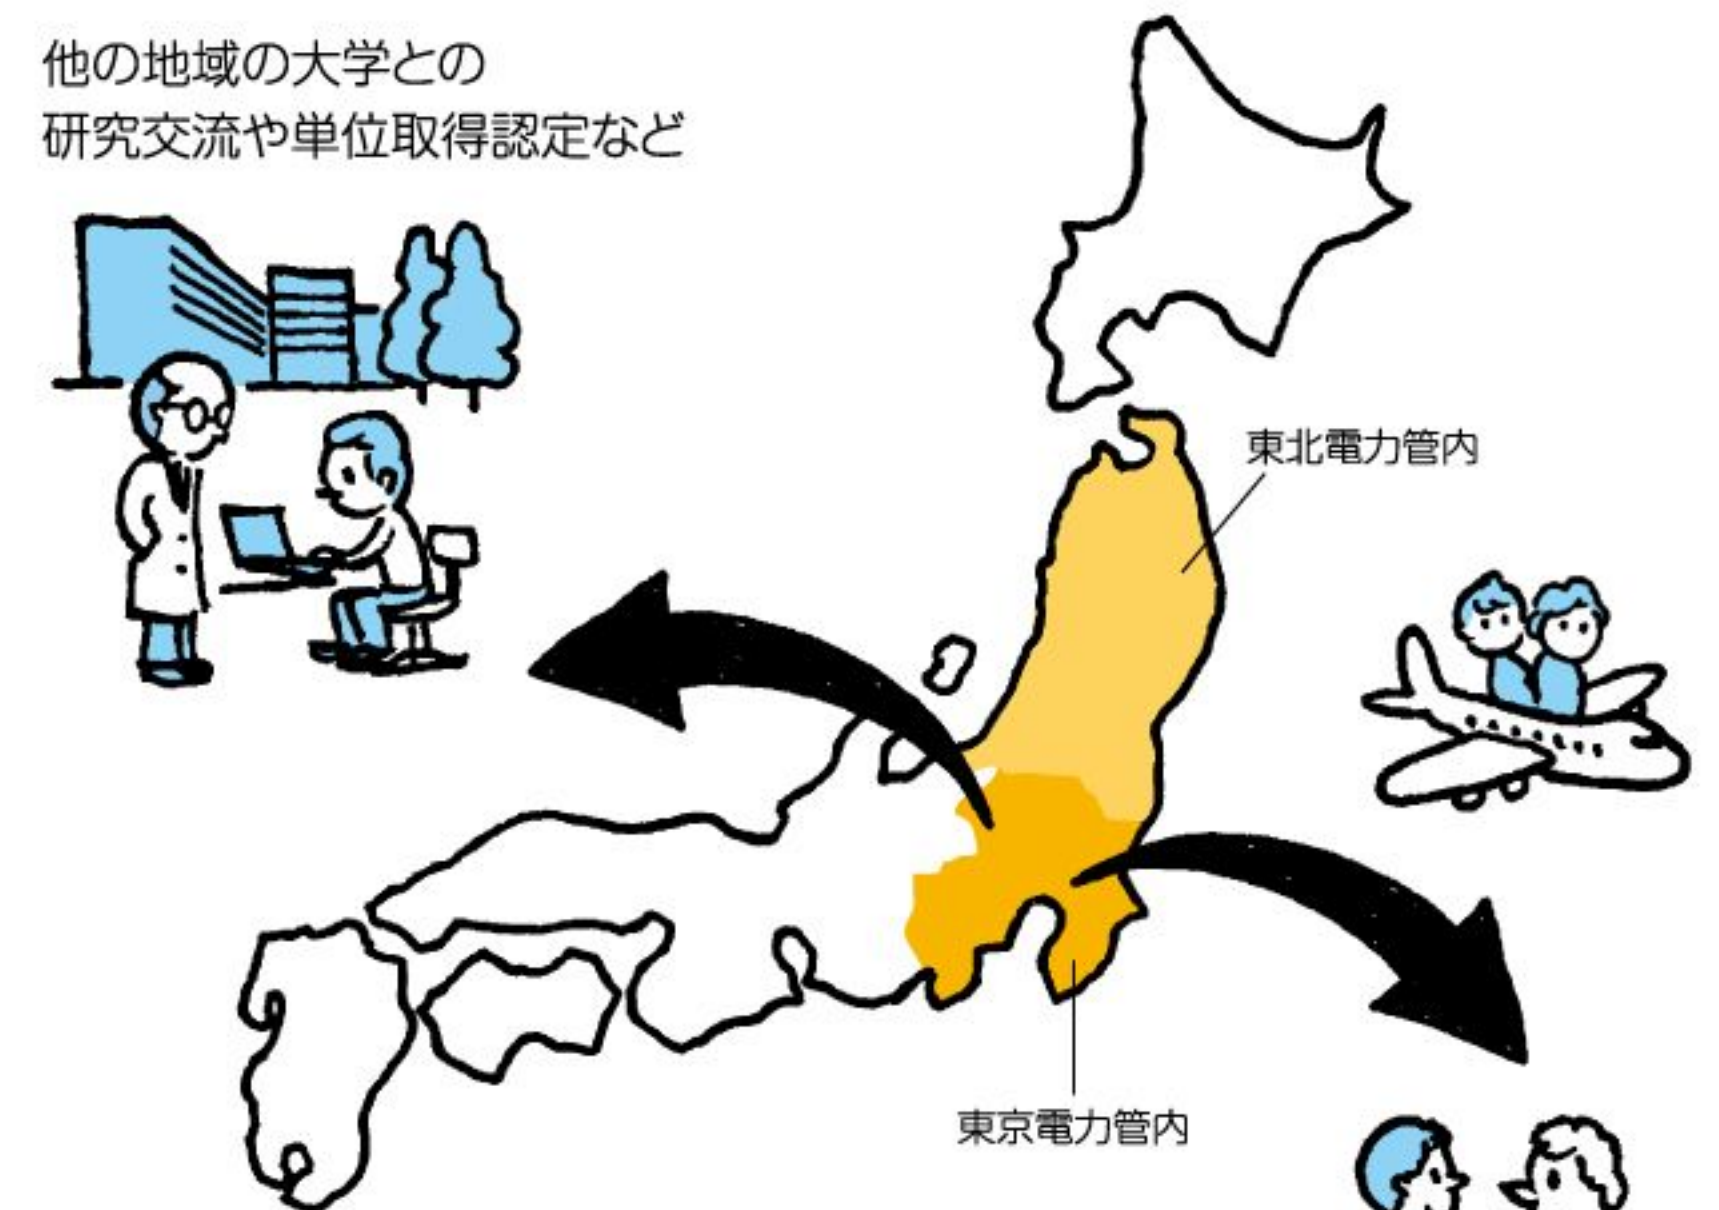 他の地域の大学との
研究交流や単位取得認定など
東北電力管内
東京電力管内